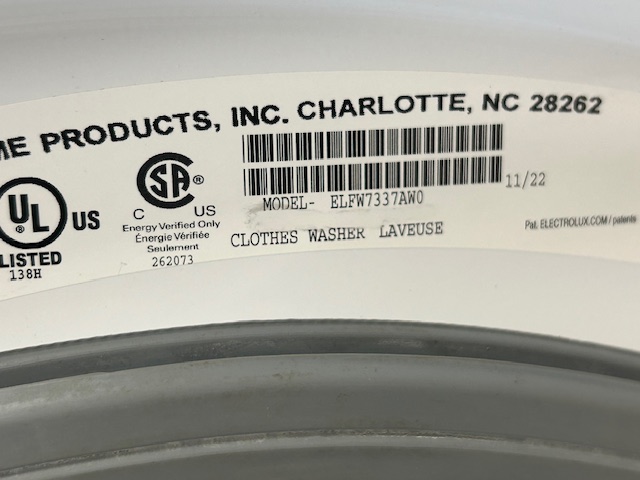 ME PRODUCTS, INC. CHARLOTTE, NC 28262
UL US
LISTED
138H
CSA ®
C US
Energy Verified Only
Énergie Vérifiée
Seulement
262073
MODEL- ELFW7337AW0
11/22
CLOTHES WASHER LAVEUSE
Pat. ELECTROLUX.COM / patents